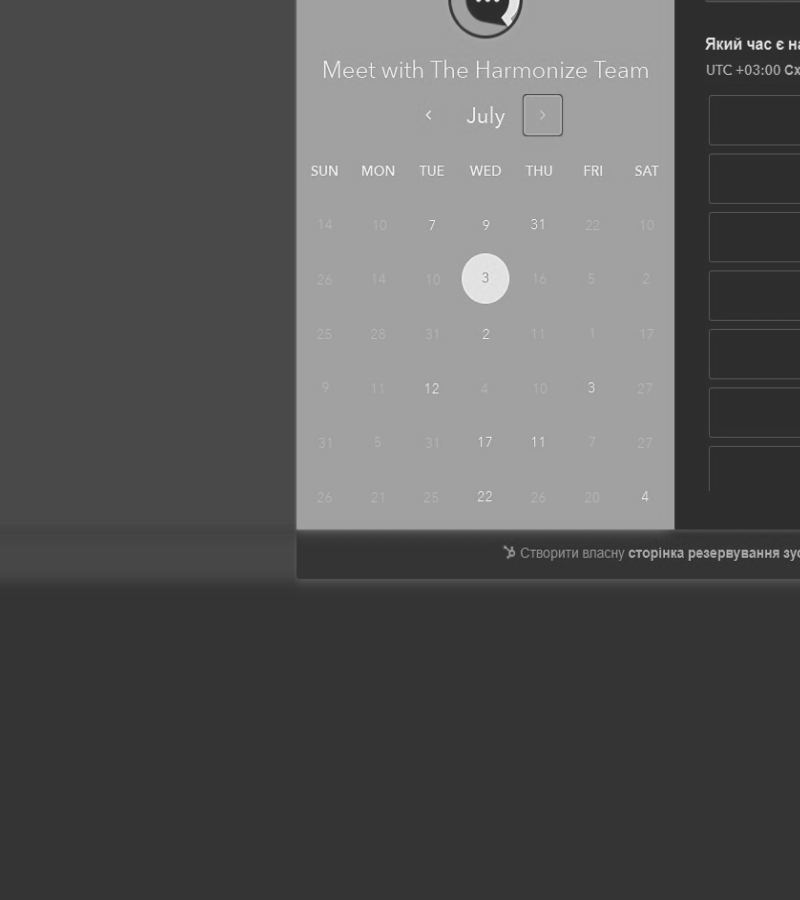 Meet with The Harmonize Team
Який час є
UTC +03:00
July
SUN MON TUE WED THU FRI SAT
14 10 7 9 31 22 10
26 14 10 3 16 5 2
25 28 31 2 11 1 17
9 11 12 4 10 3 27
31 5 31 17 11 7 27
26 21 25 22 26 20 4
Створити власну сторінка резервування